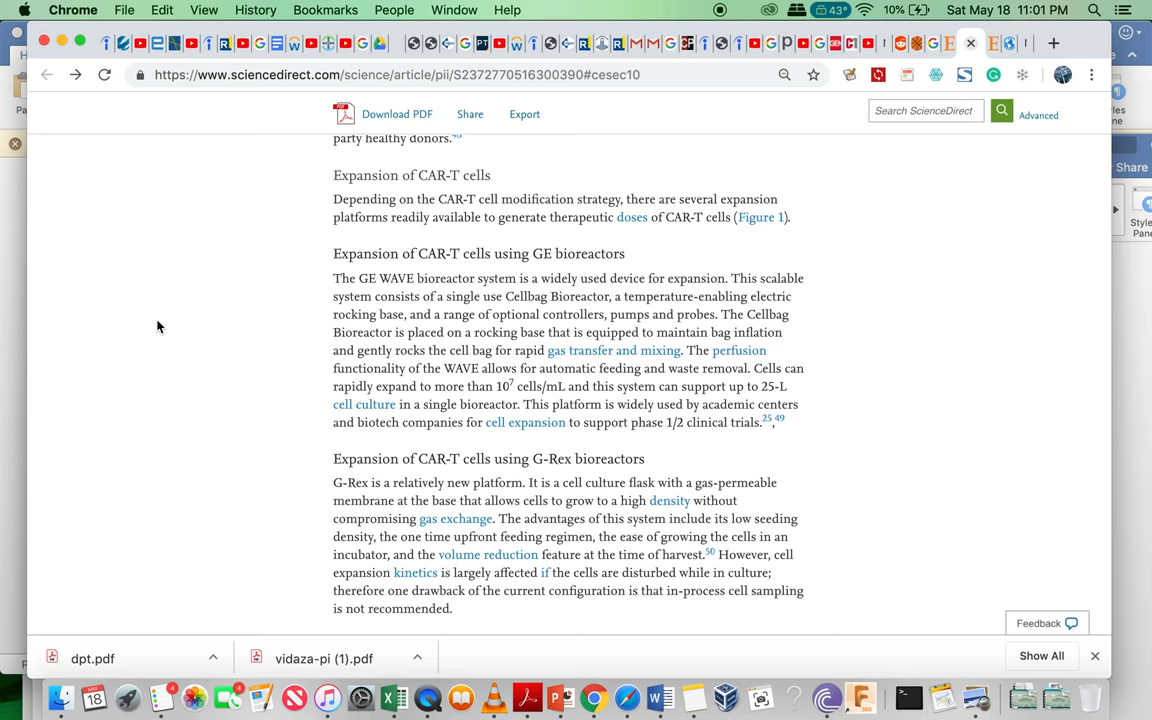 Chrome File Edit View History Bookmarks People Window Help 43° 10% Sat May 18 11:01 PM
https://www.sciencedirect.com/science/article/pii/S2372770516300390#cesec10
Download PDF Share Export Search ScienceDirect Advanced
party healthy donors.48
Share
Expansion of CAR-T cells
Depending on the CAR-T cell modification strategy, there are several expansion
platforms readily available to generate therapeutic doses of CAR-T cells (Figure 1).
Expansion of CAR-T cells using GE bioreactors
The GE WAVE bioreactor system is a widely used device for expansion. This scalable
system consists of a single use Cellbag Bioreactor, a temperature-enabling electric
rocking base, and a range of optional controllers, pumps and probes. The Cellbag
Bioreactor is placed on a rocking base that is equipped to maintain bag inflation
and gently rocks the cell bag for rapid gas transfer and mixing. The perfusion
functionality of the WAVE allows for automatic feeding and waste removal. Cells can
rapidly expand to more than 10⁷ cells/mL and this system can support up to 25-L
cell culture in a single bioreactor. This platform is widely used by academic centers
and biotech companies for cell expansion to support phase 1/2 clinical trials.25,49
Expansion of CAR-T cells using G-Rex bioreactors
G-Rex is a relatively new platform. It is a cell culture flask with a gas-permeable
membrane at the base that allows cells to grow to a high density without
compromising gas exchange. The advantages of this system include its low seeding
density, the one time upfront feeding regimen, the ease of growing the cells in an
incubator, and the volume reduction feature at the time of harvest.50 However, cell
expansion kinetics is largely affected if the cells are disturbed while in culture;
therefore one drawback of the current configuration is that in-process cell sampling
is not recommended.
Feedback
dpt.pdf vidaza-pi (1).pdf Show All